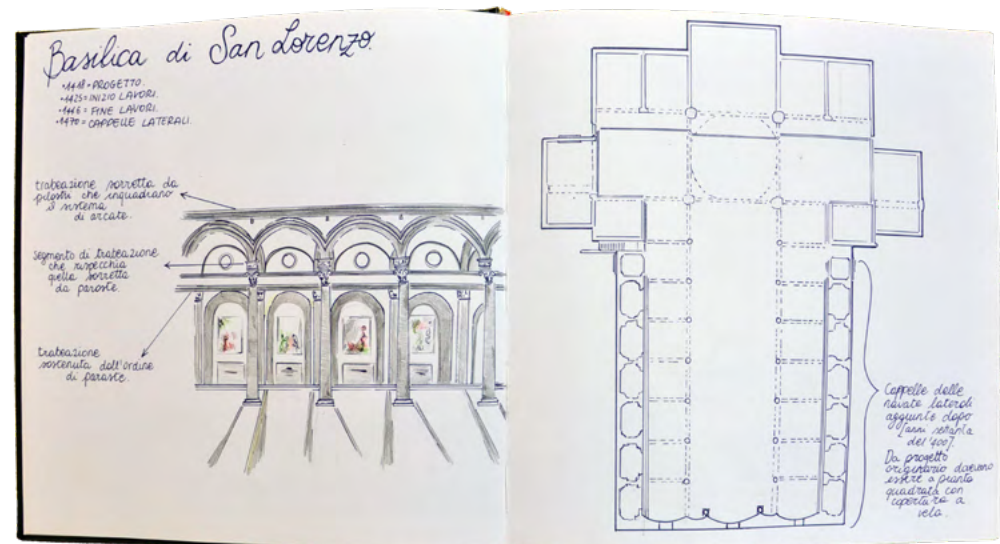 Basilica di San Lorenzo.
•1418= PROGETTO.
•1425= INIZIO LAVORI.
•1446= FINE LAVORI.
•1470= CAPPELLE LATERALI.
trabeazione sorretta da
pilastri che inquadrano
il sistema
di arcate.
segmento di trabeazione
che rispecchia
quella sorretta
da paraste.
trabeazione
sostenuta dall'ordine
di paraste.
Cappelle delle
navate laterali
aggiunte dopo
[anni settanta
del '400].
Da progetto
originario dovevano
essere a pianta
quadrata con
copertura a
vela.